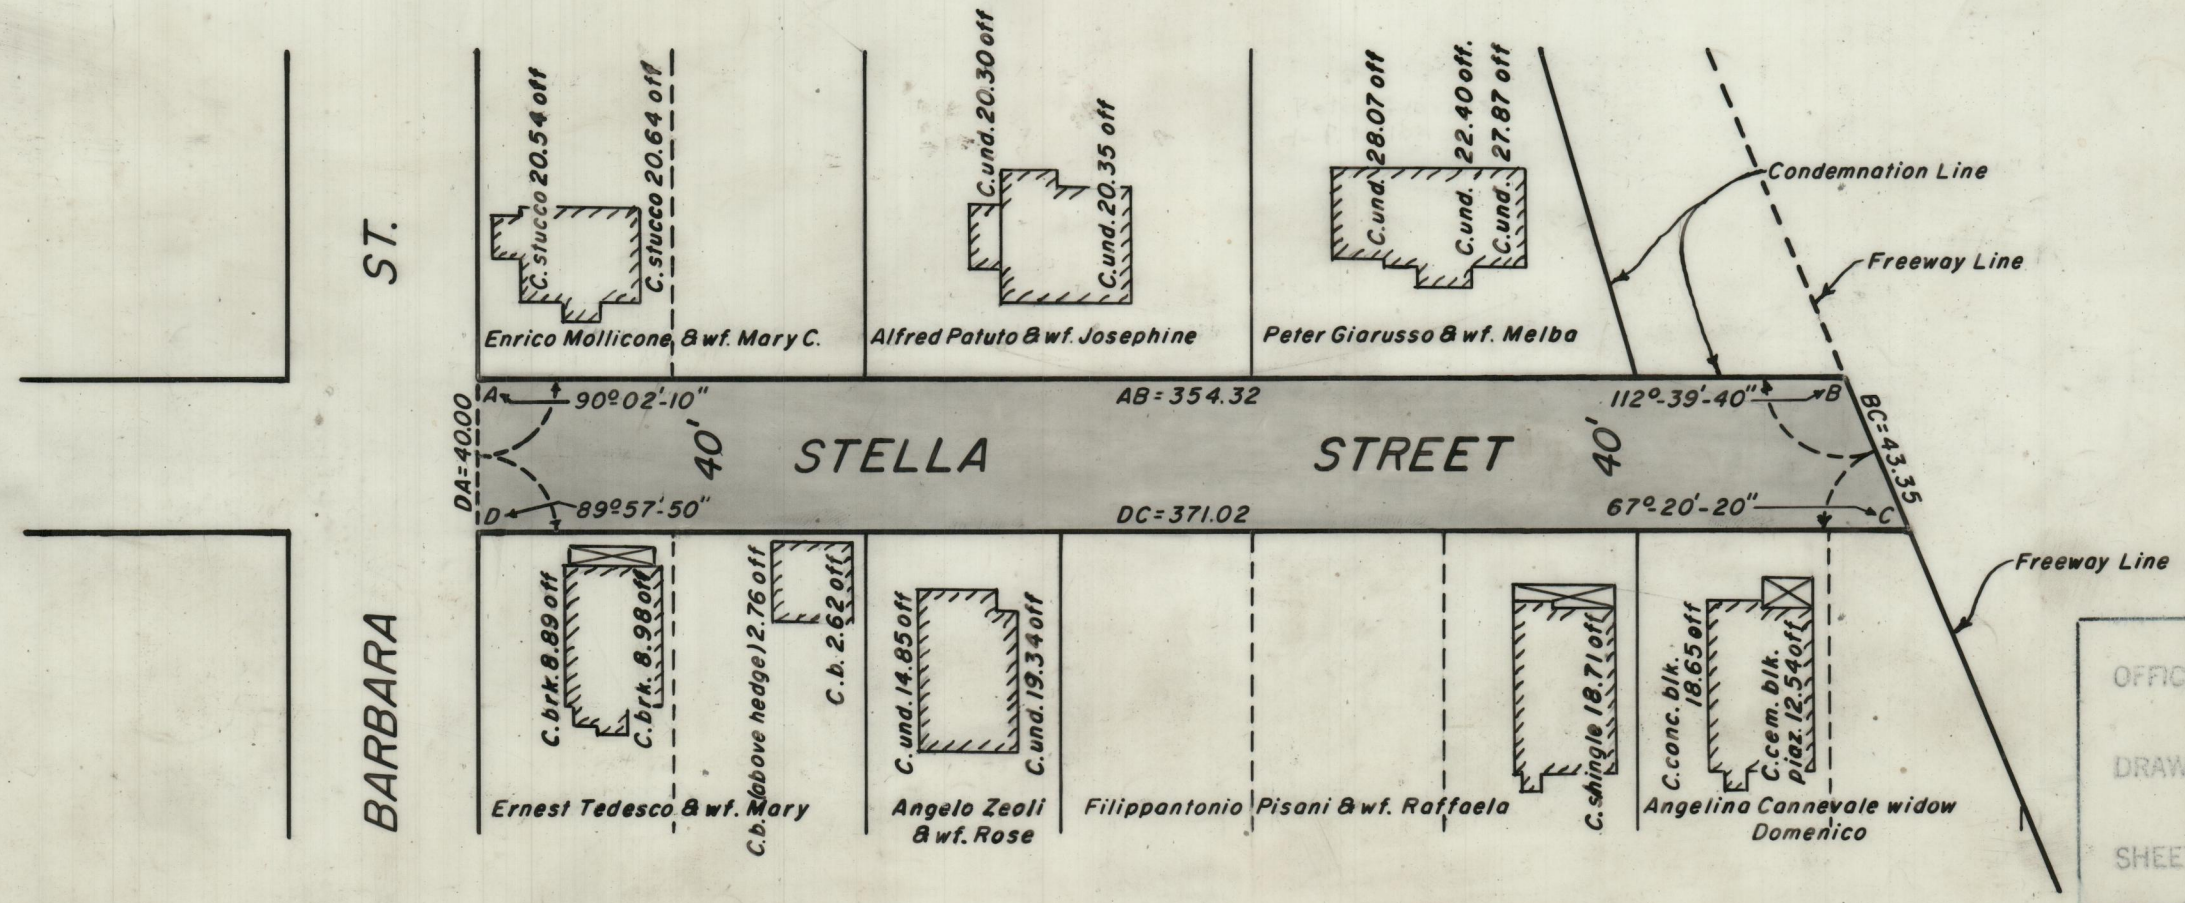 C. stucco 20.54 off
C. stucco 20.64 off
C.und. 20.30 off
C.und. 20.35 off
C.und. 28.07 off
C.und. 22.40 off.
C.und. 27.87 off
Condemnation Line
Freeway Line
Enrico Mollicone & wf. Mary C.
Alfred Patuto & wf. Josephine
Peter Giarusso & wf. Melba
BARBARA ST.
DA = 40.00
A
90º 02'-10"
AB = 354.32
112º-39'-40"
B
BC = 43.35
40'
STELLA STREET
40'
D
89º 57'-50"
DC = 371.02
67º-20'-20"
C
Freeway Line
C. brk. 8.89 off
C. brk. 8.98 off
C.b. (above hedge) 2.76 off
C.b. 2.62 off
C. und. 14.85 off
C. und. 19.34 off
C. shingle 18.71 off
C. conc. blk.
18.65 off
C. cem. blk.
piaz. 12.54 off
Ernest Tedesco & wf. Mary
Angelo Zeoli
& wf. Rose
Filippantonio Pisani & wf. Raffaela
Angelina Cannevale widow
Domenico
OFFIC
DRAW
SHEE